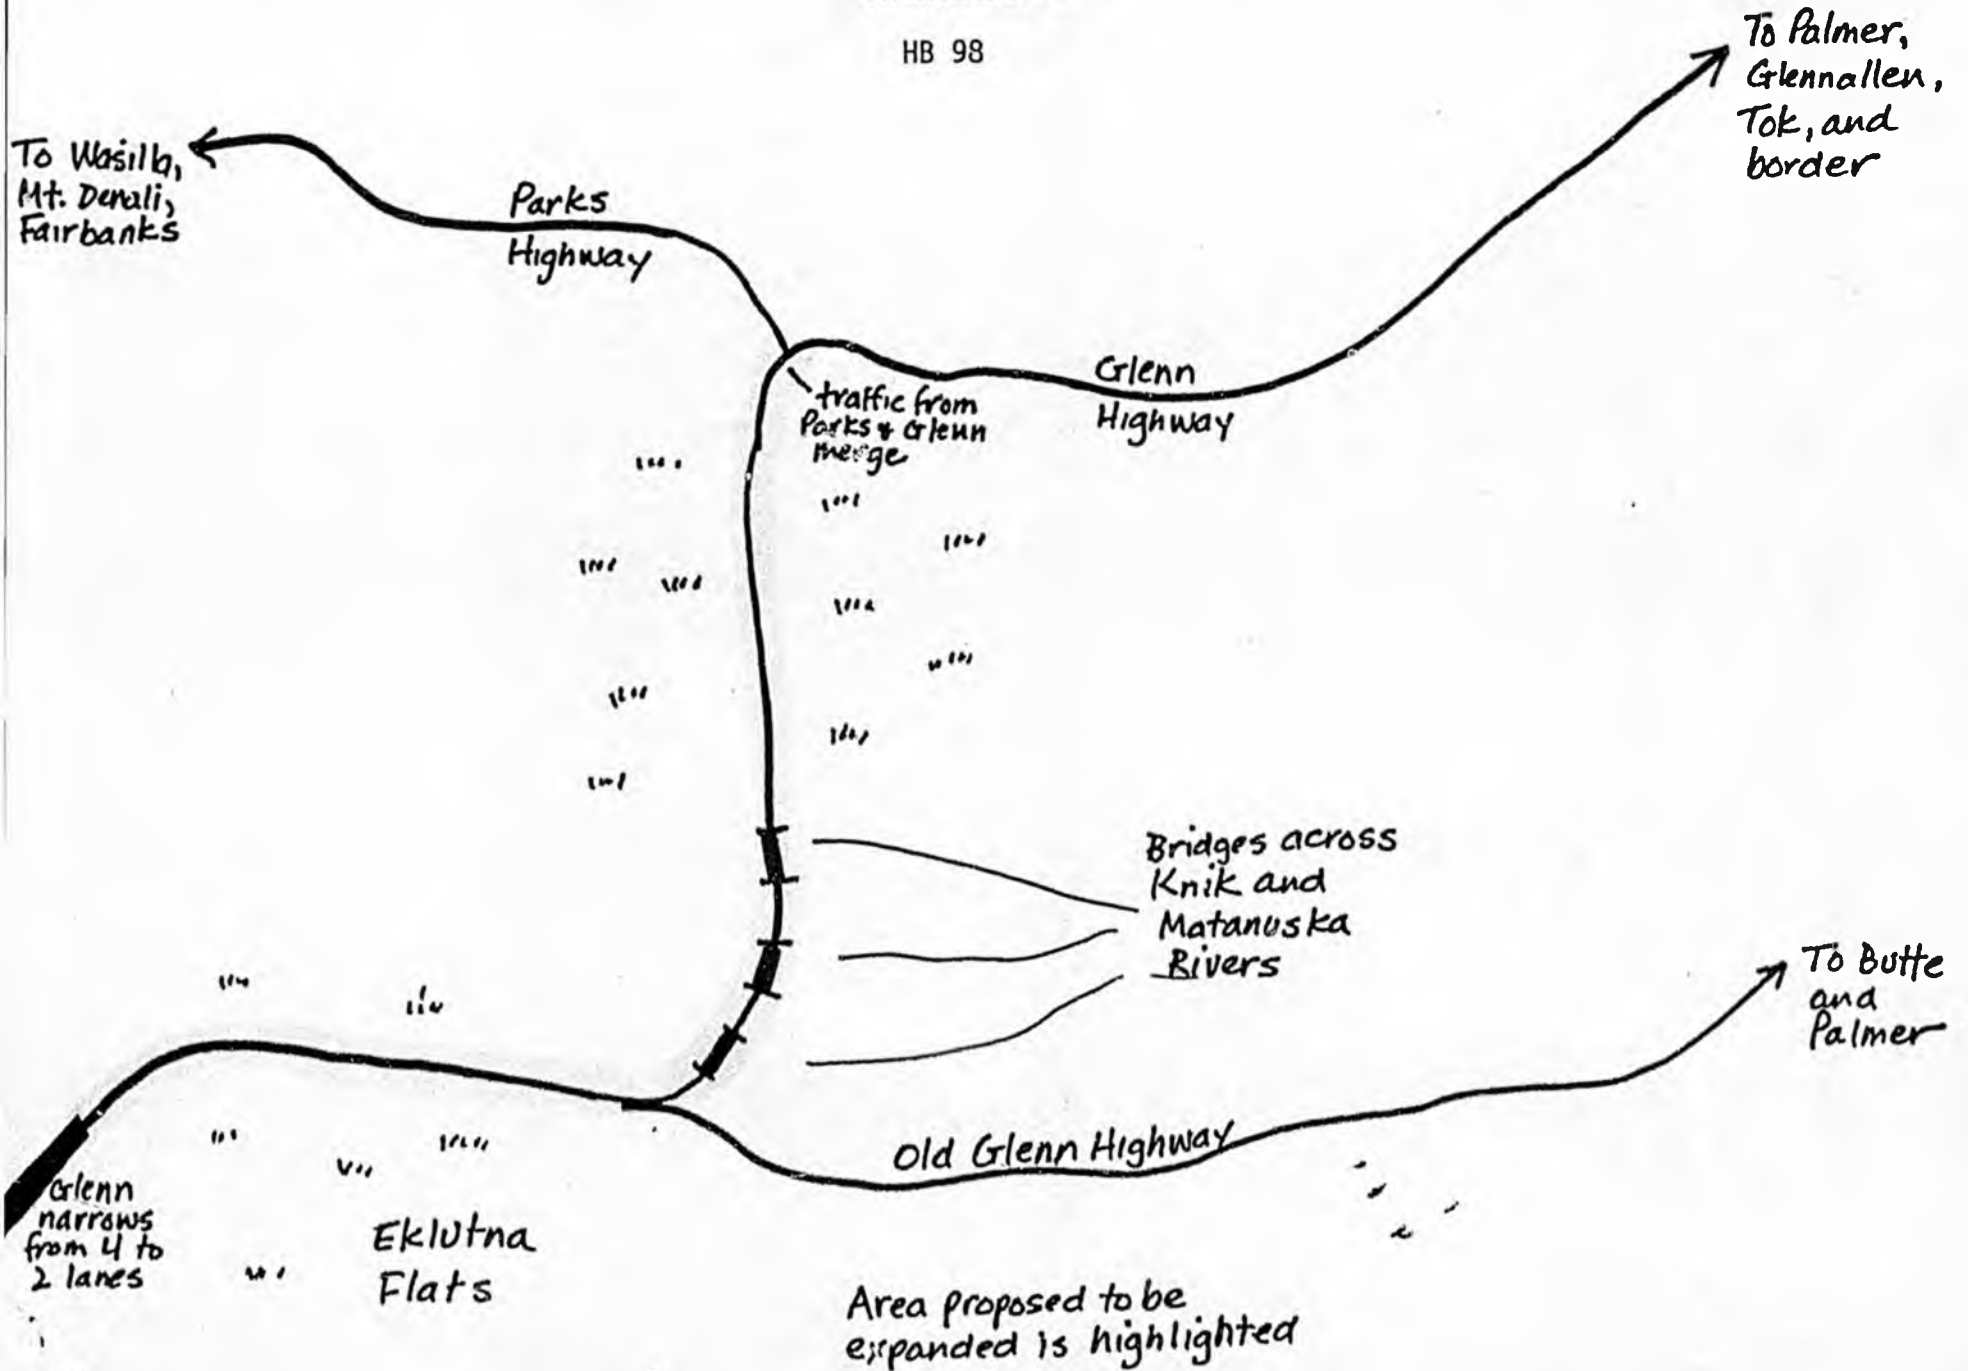 HB 98
To Palmer,
Glennallen,
Tok, and
border
To Wasilla,
Mt. Denali,
Fairbanks
Parks
Highway
Glenn
Highway
traffic from
Parks & Glenn
merge
Bridges across
Knik and
Matanuska
Rivers
To Butte
and
Palmer
Old Glenn Highway
Glenn
narrows
from 4 to
2 lanes
Eklutna
Flats
Area proposed to be
expanded is highlighted